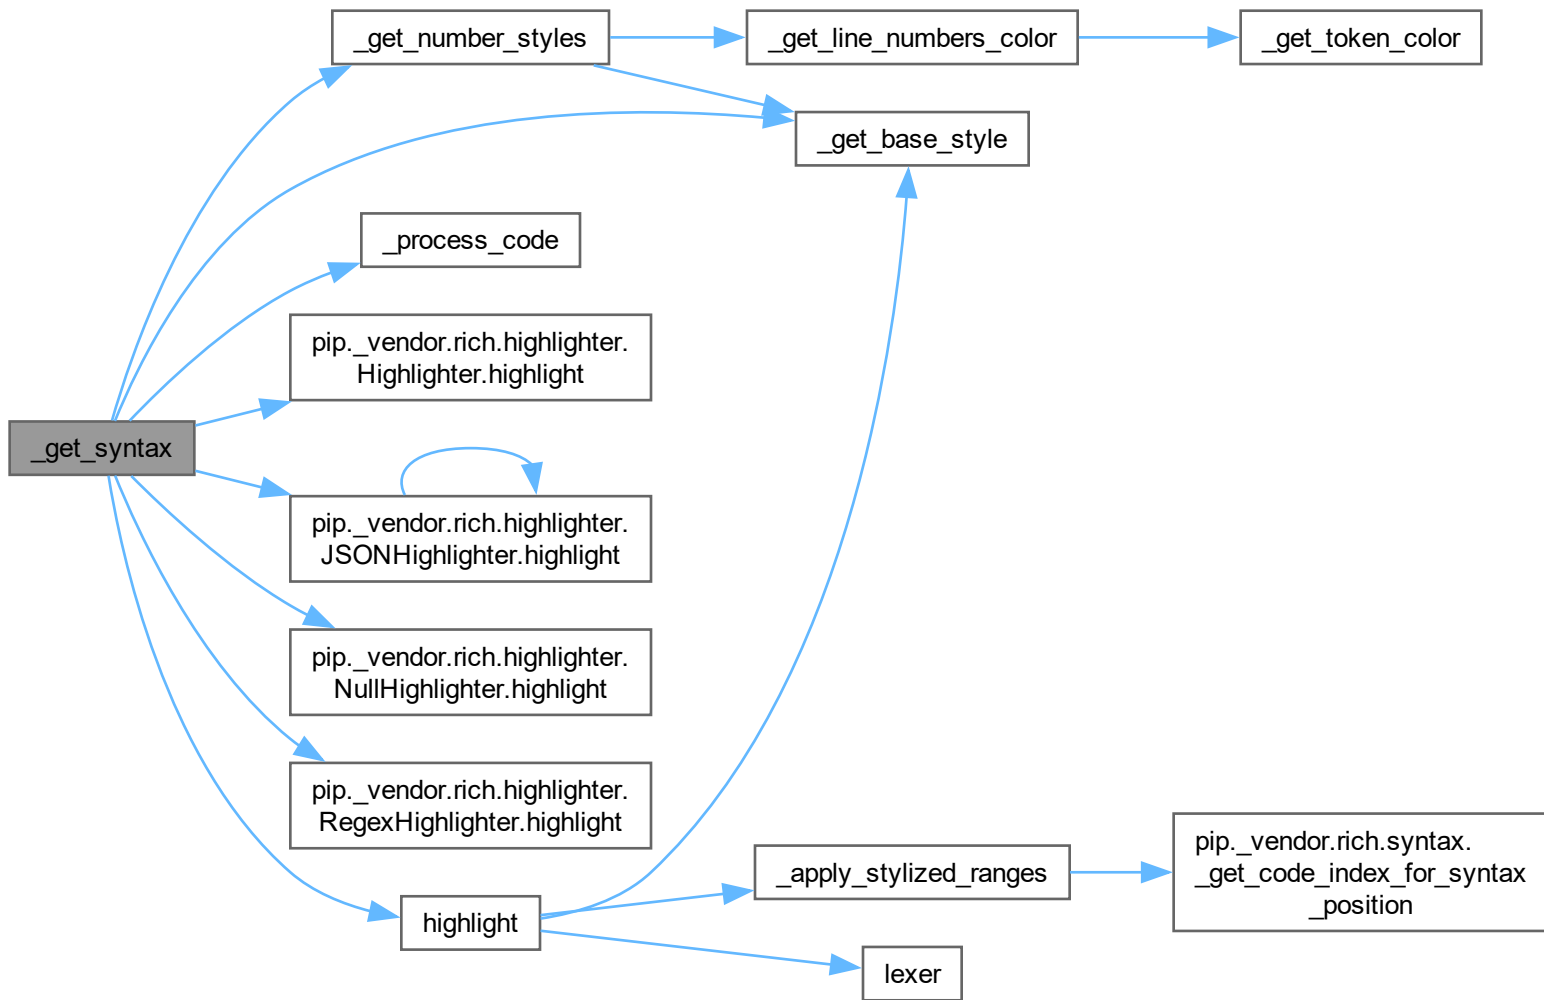 _get_number_styles
_get_line_numbers_color
_get_token_color
_get_base_style
_process_code
pip._vendor.rich.highlighter.
Highlighter.highlight
_get_syntax
pip._vendor.rich.highlighter.
JSONHighlighter.highlight
pip._vendor.rich.highlighter.
NullHighlighter.highlight
pip._vendor.rich.highlighter.
RegexHighlighter.highlight
highlight
_apply_stylized_ranges
pip._vendor.rich.syntax.
_get_code_index_for_syntax
_position
lexer